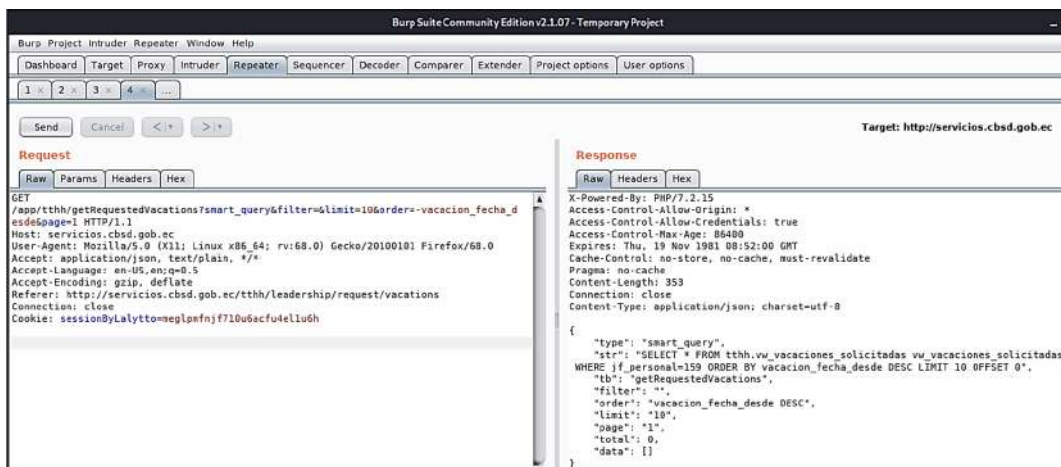 Burp Suite Community Edition v2.1.07 - Temporary Project
Burp Project Intruder Repeater Window Help
Dashboard Target Proxy Intruder Repeater Sequencer Decoder Comparer Extender Project options User options
1 × 2 × 3 × 4 × ...
Send Cancel < >
Target: http://servicios.cbsd.gob.ec
Request
Raw Params Headers Hex
GET
/app/tthh/getRequestedVacations?smart_query&filter=&limit=10&order=-vacacion_fecha_d
esde&page=1 HTTP/1.1
Host: servicios.cbsd.gob.ec
User-Agent: Mozilla/5.0 (X11; Linux x86_64; rv:68.0) Gecko/20100101 Firefox/68.0
Accept: application/json, text/plain, */*
Accept-Language: en-US,en;q=0.5
Accept-Encoding: gzip, deflate
Referer: http://servicios.cbsd.gob.ec/tthh/leadership/request/vacations
Connection: close
Cookie: sessionByLalytto=meglpmfnjf710u6acfu4el1u6h
Response
Raw Headers Hex
X-Powered-By: PHP/7.2.15
Access-Control-Allow-Origin: *
Access-Control-Allow-Credentials: true
Access-Control-Max-Age: 86400
Expires: Thu, 19 Nov 1981 08:52:00 GMT
Cache-Control: no-store, no-cache, must-revalidate
Pragma: no-cache
Content-Length: 353
Connection: close
Content-Type: application/json; charset=utf-8
{
"type": "smart_query",
"str": "SELECT * FROM tthh.vw_vacaciones_solicitadas vw_vacaciones_solicitadas
WHERE jf_personal=159 ORDER BY vacacion_fecha_desde DESC LIMIT 10 OFFSET 0",
"tb": "getRequestedVacations",
"filter": "",
"order": "vacacion_fecha_desde DESC",
"limit": "10",
"page": "1",
"total": 0,
"data": []
}